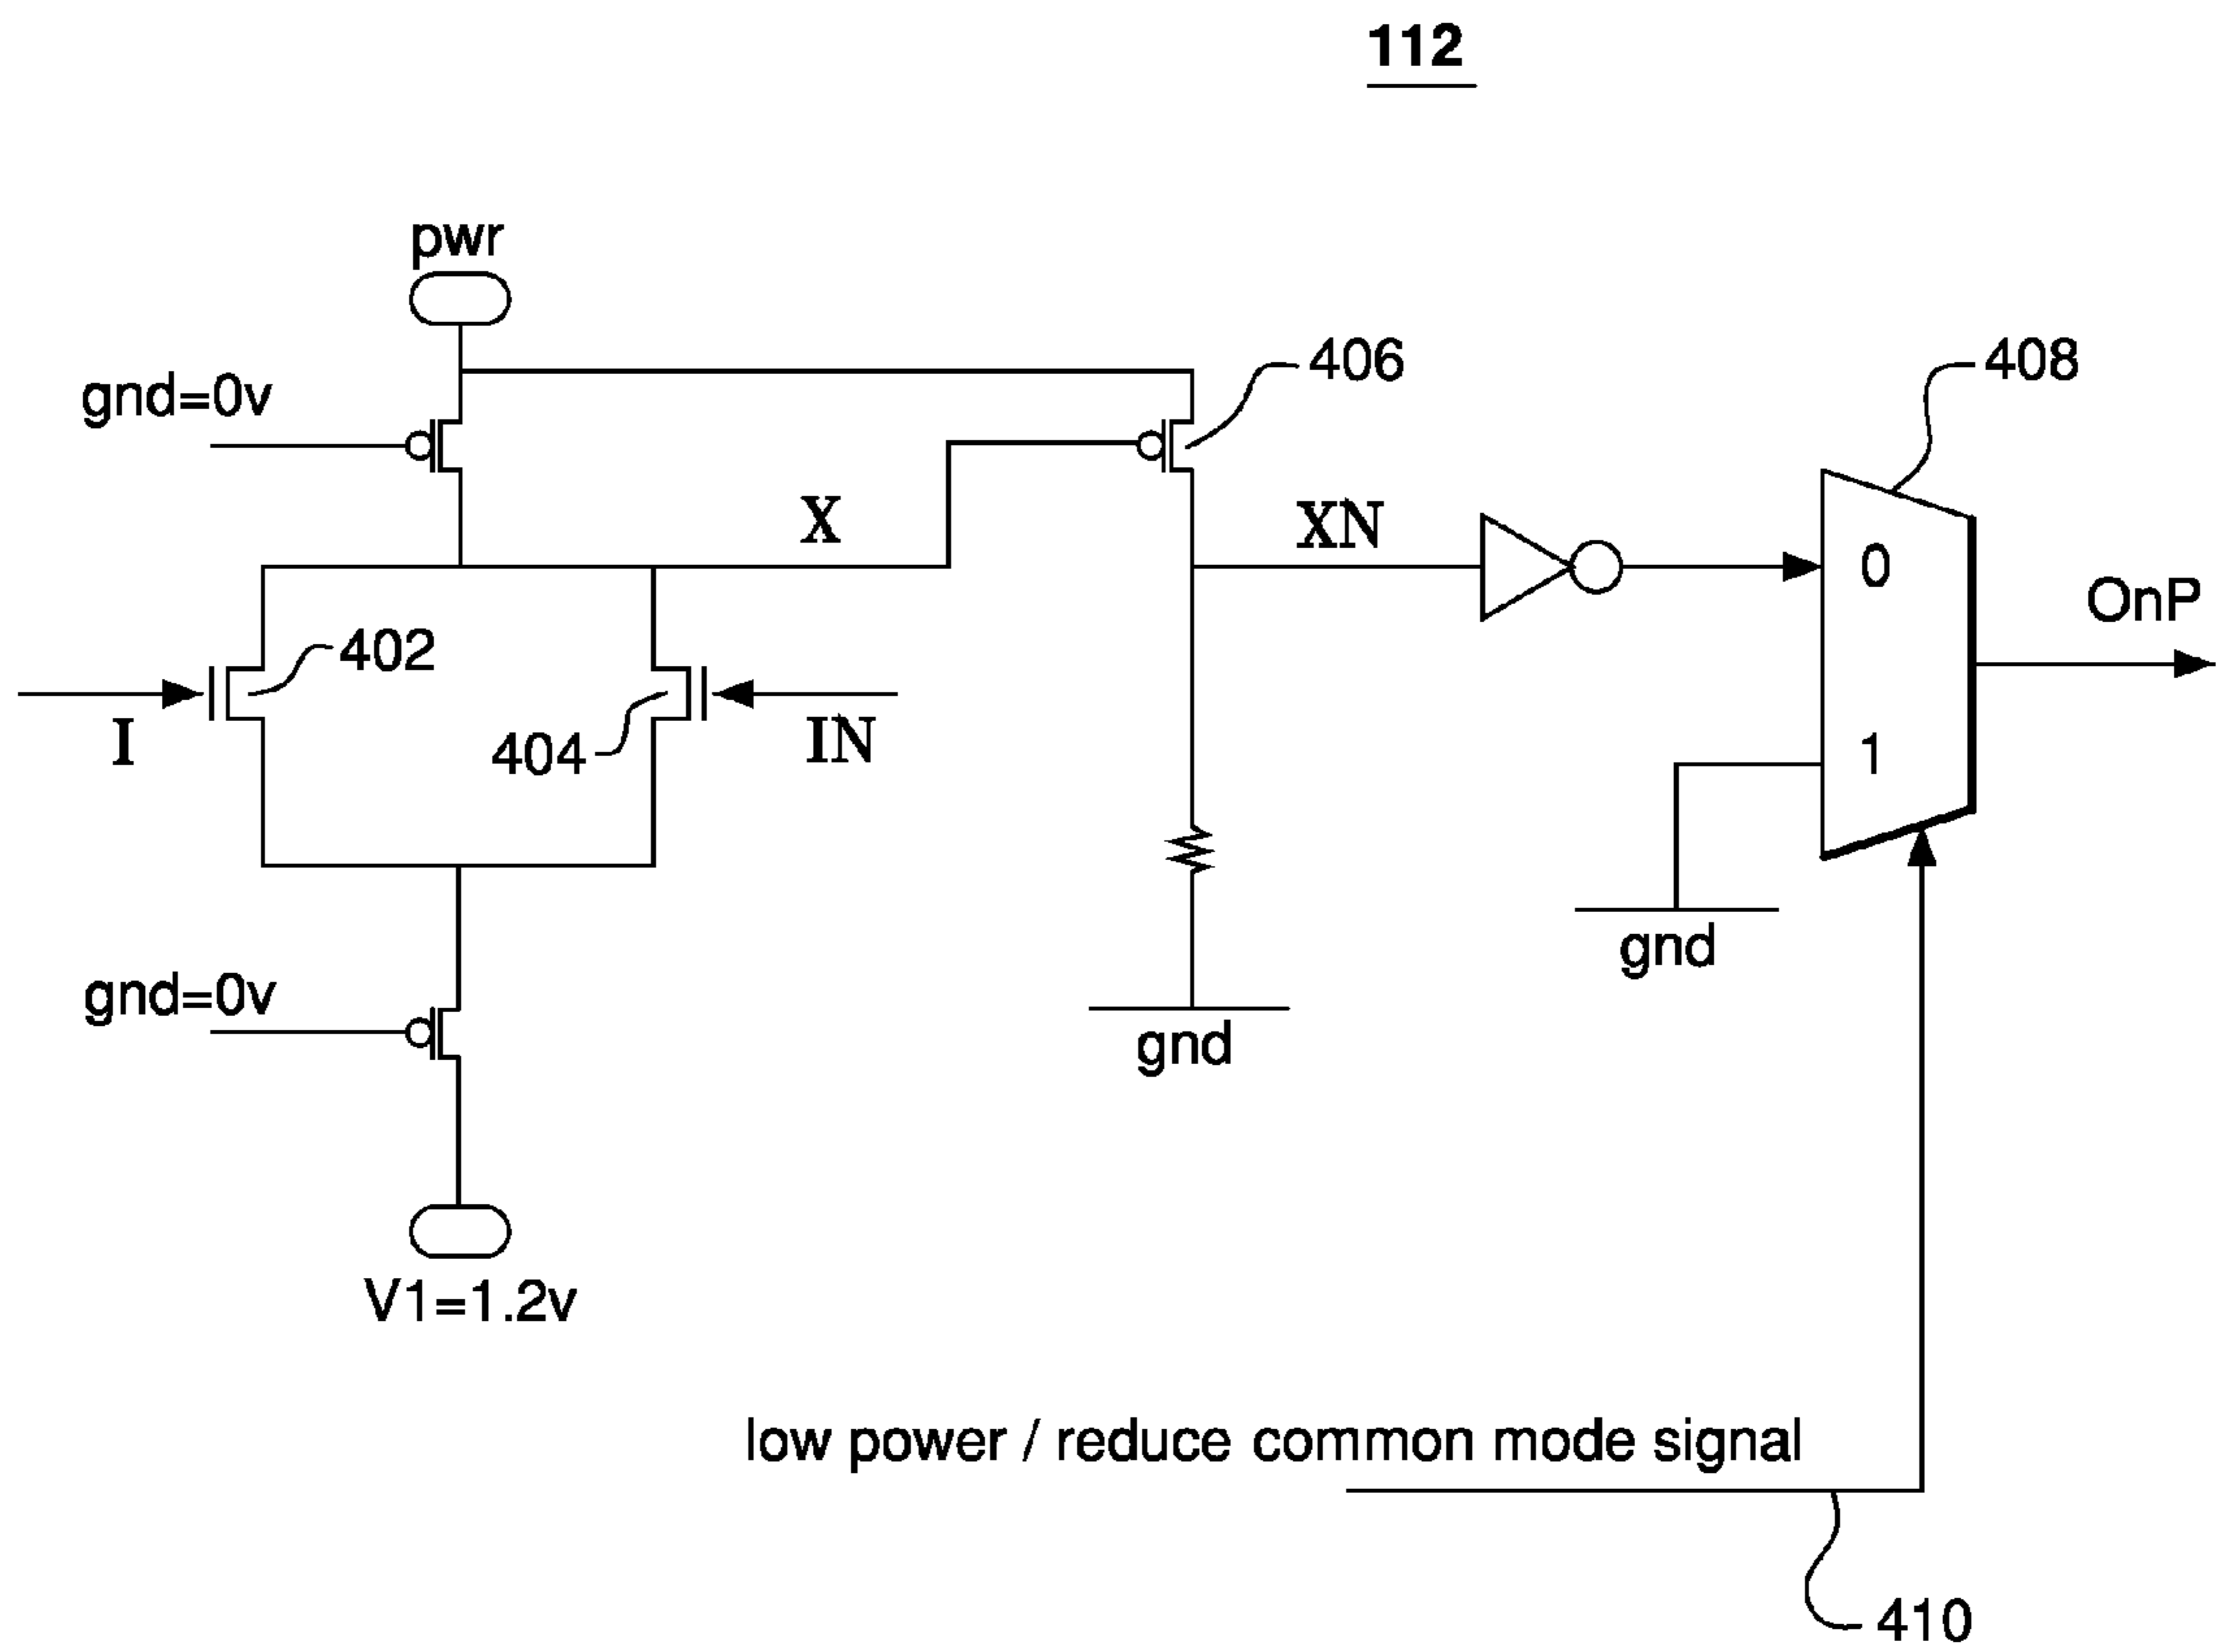 112
pwr
gnd=0v
406
408
X
XN
0
OnP
402
I
404
IN
1
gnd
gnd=0v
gnd
V1=1.2v
low power / reduce common mode signal
410